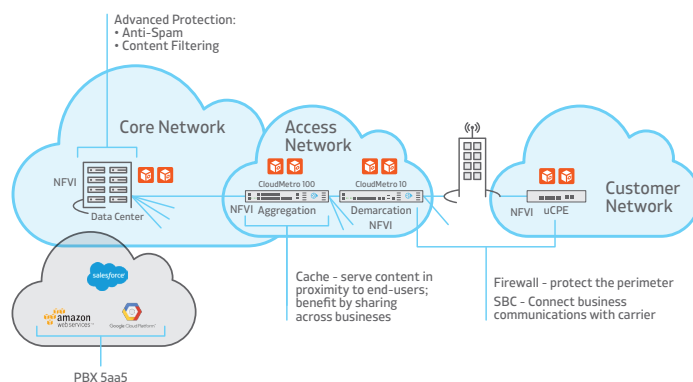 Advanced Protection:
• Anti-Spam
• Content Filtering
Core Network
NFVI
Data Center
Access
Network
CloudMetro 100
CloudMetro 10
NFVI
Aggregation
Demarcation
NFVI
Customer
Network
NFVI
uCPE
Cache - serve content in
proximity to end-users;
benefit by sharing
across busineses
Firewall - protect the perimeter
SBC - Connect business
communications with carrier
salesforce
amazon
web services™
Google Cloud Platform
PBX 5aa5